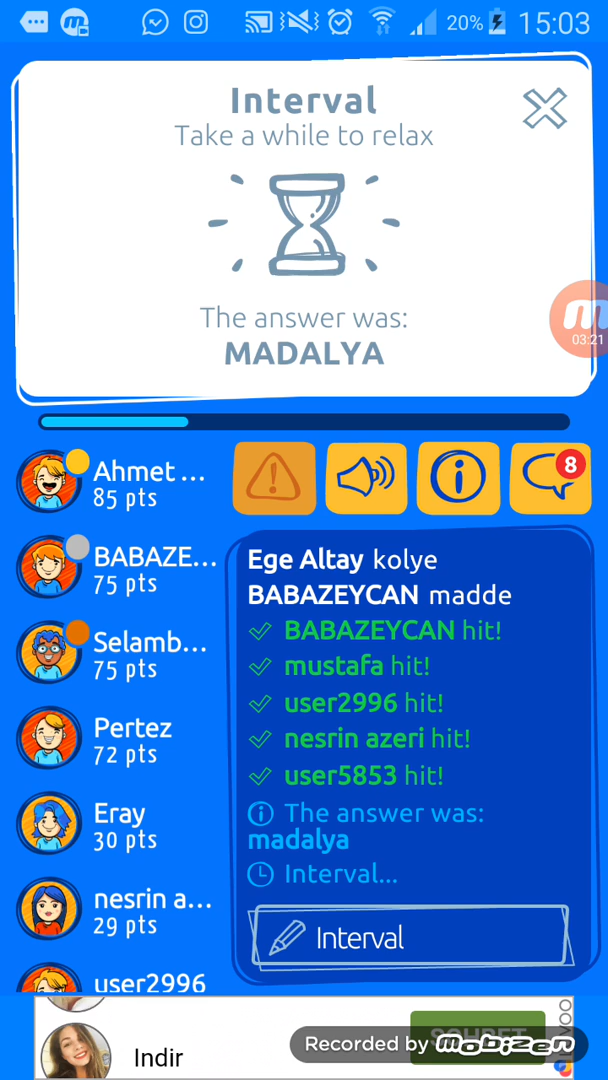 20% 15:03
Interval
Take a while to relax
The answer was:
MADALYA
03:21
Ahmet ...
85 pts
8
BABAZE...
75 pts
Selamb...
75 pts
Pertez
72 pts
Eray
30 pts
nesrin a...
29 pts
user2996
Ege Altay kolye
BABAZEYCAN madde
BABAZEYCAN hit!
mustafa hit!
user2996 hit!
nesrin azeri hit!
user5853 hit!
The answer was:
madalya
Interval...
Interval
Indir
Recorded by mobizen